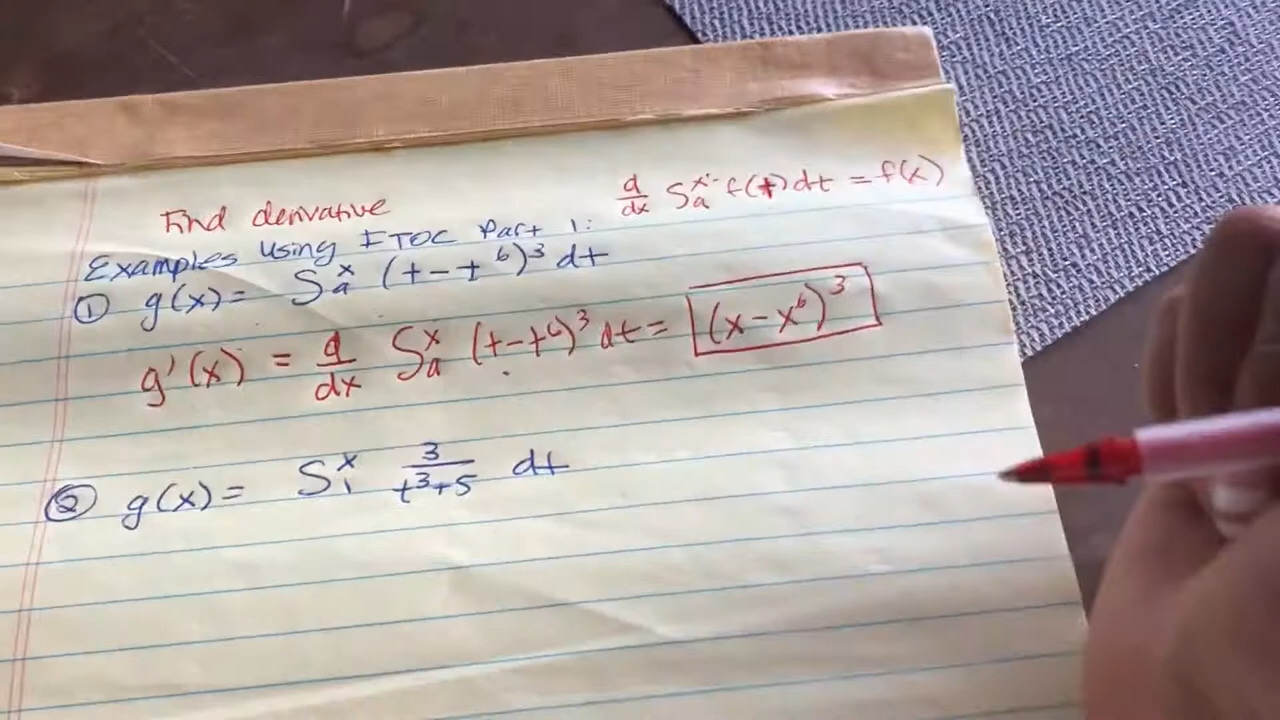 Find derivative
d/dx ∫ₐˣ f(t)dt = f(x)
Examples Using FTOC Part 1:
① g(x) = ∫ₐˣ (t-t⁶)³ dt
g'(x) = d/dx ∫ₐˣ (t-t⁶)³ dt = (x-x⁶)³
② g(x) = ∫₁ˣ 3/(t³+5) dt